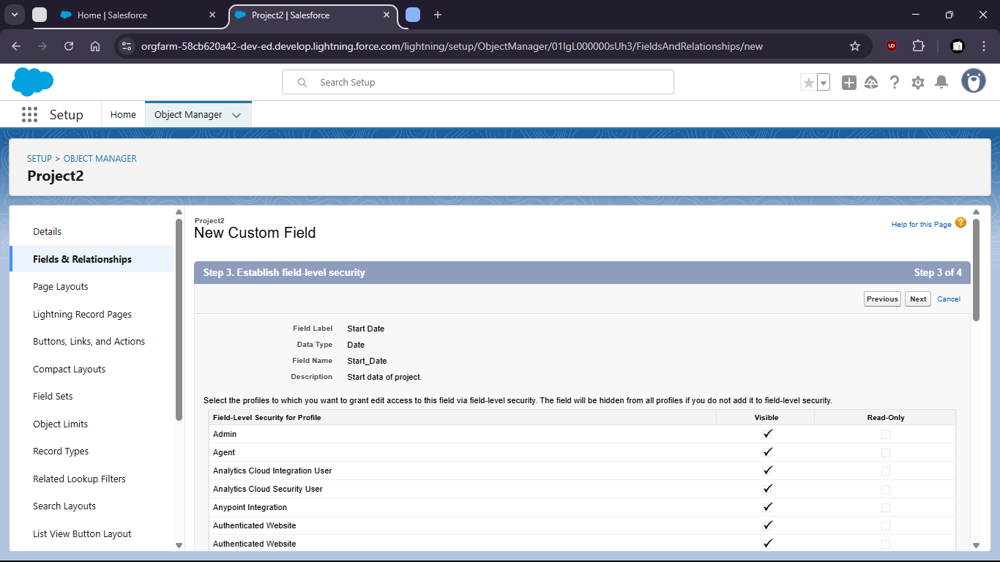 Home | Salesforce
Project2 | Salesforce
orgfarm-58cb620a42-dev-ed.develop.lightning.force.com/lightning/setup/ObjectManager/01IgL000000sUh3/FieldsAndRelationships/new
Search Setup
Setup
Home
Object Manager
SETUP > OBJECT MANAGER
Project2
Details
Fields & Relationships
Page Layouts
Lightning Record Pages
Buttons, Links, and Actions
Compact Layouts
Field Sets
Object Limits
Record Types
Related Lookup Filters
Search Layouts
List View Button Layout
Project2
New Custom Field
Help for this Page ?
Step 3. Establish field-level security Step 3 of 4
Previous Next Cancel
Field Label Start Date
Data Type Date
Field Name Start_Date
Description Start data of project.
Select the profiles to which you want to grant edit access to this field via field-level security. The field will be hidden from all profiles if you do not add it to field-level security.
Field-Level Security for Profile Visible Read-Only
Admin
Agent
Analytics Cloud Integration User
Analytics Cloud Security User
Anypoint Integration
Authenticated Website
Authenticated Website